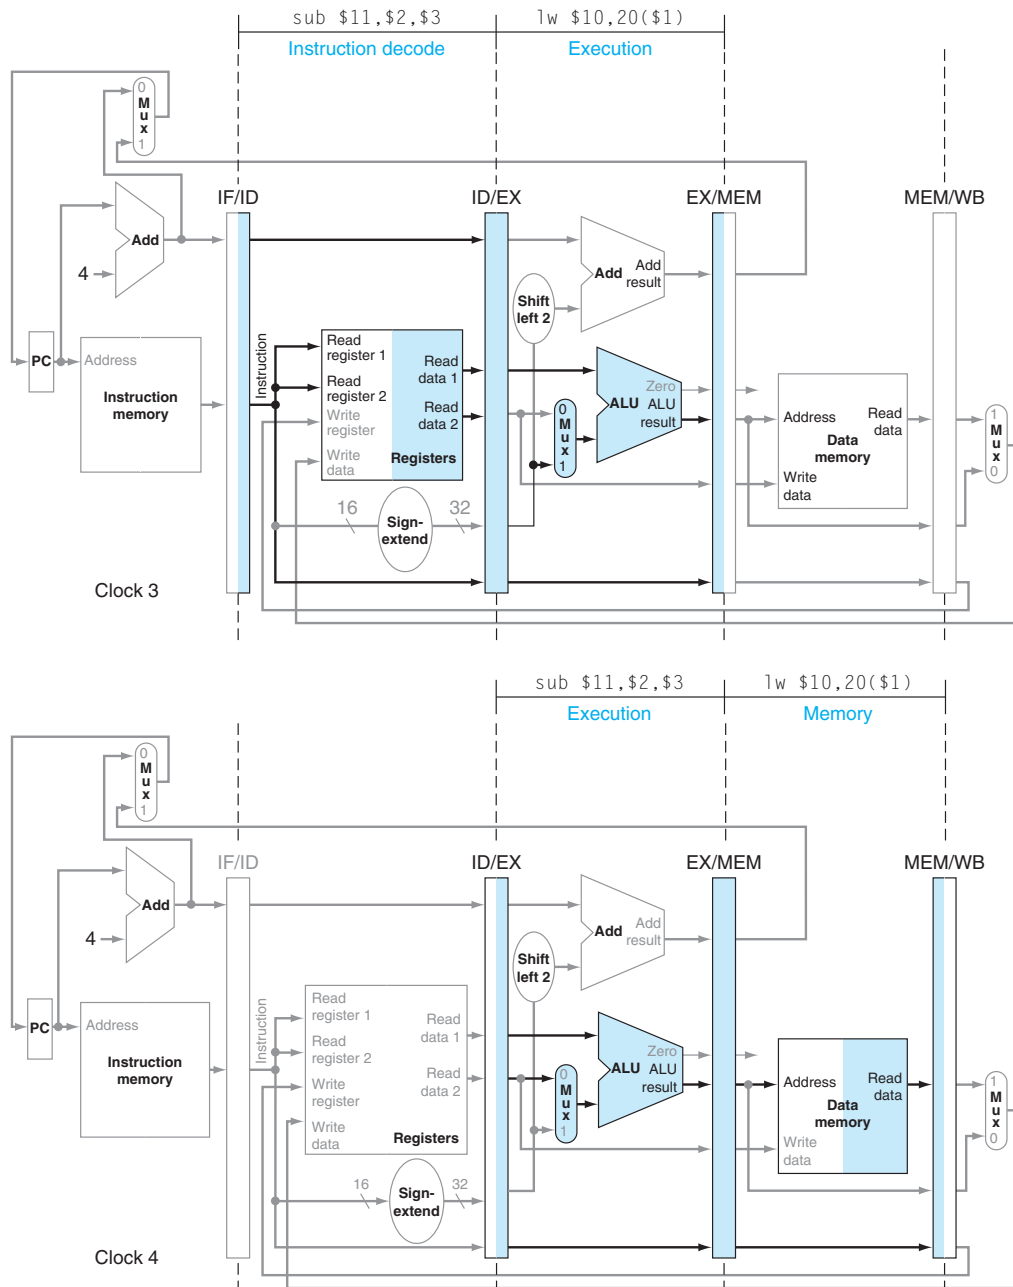 sub $11,$2,$3 lw $10,20($1)
Instruction decode Execution
0
M
u
x
1
IF/ID ID/EX EX/MEM MEM/WB
Add
4
Add Add
result
Shift
left 2
PC
Address
Instruction
memory
Instruction
Read
register 1
Read
register 2
Write
register
Write
data
Read
data 1
Read
data 2
Registers
0
M
u
x
1
Zero
ALU ALU
result
Address
Read
data
Data
memory
Write
data
1
M
u
x
0
16
Sign-
extend
32
Clock 3
sub $11,$2,$3 lw $10,20($1)
Execution Memory
0
M
u
x
1
IF/ID ID/EX EX/MEM MEM/WB
Add
4
Add Add
result
Shift
left 2
PC
Address
Instruction
memory
Instruction
Read
register 1
Read
register 2
Write
register
Write
data
Read
data 1
Read
data 2
Registers
0
M
u
x
1
Zero
ALU ALU
result
Address
Read
data
Data
memory
Write
data
1
M
u
x
0
16
Sign-
extend
32
Clock 4